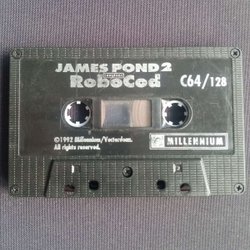 JAMES POND 2
RoboCod
C64/128
©1992 Millennium/Vectordean.
All rights reserved.
MILLENNIUM